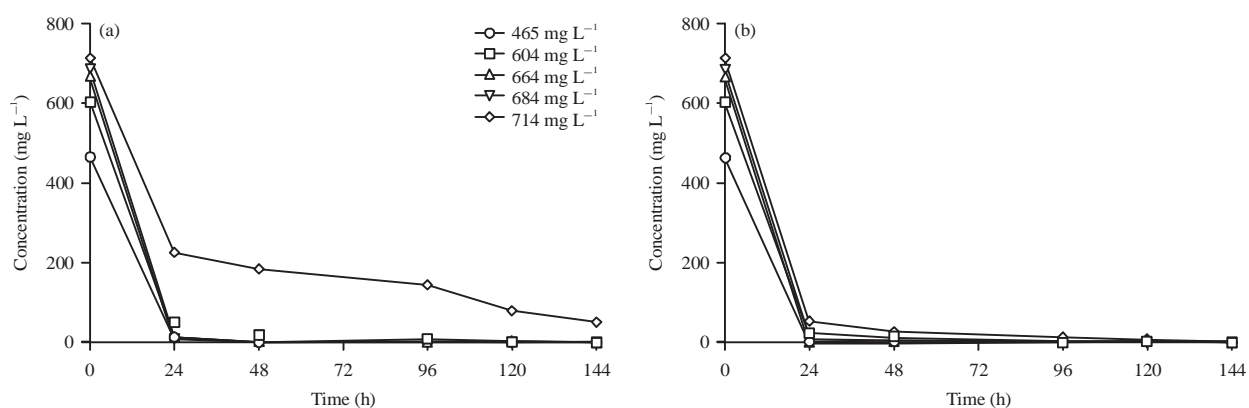 (a)
800
600
400
200
0
Concentration (mg L⁻¹)
465 mg L⁻¹
604 mg L⁻¹
664 mg L⁻¹
684 mg L⁻¹
714 mg L⁻¹
0 24 48 72 96 120 144
Time (h)
(b)
800
600
400
200
0
Concentration (mg L⁻¹)
0 24 48 72 96 120 144
Time (h)